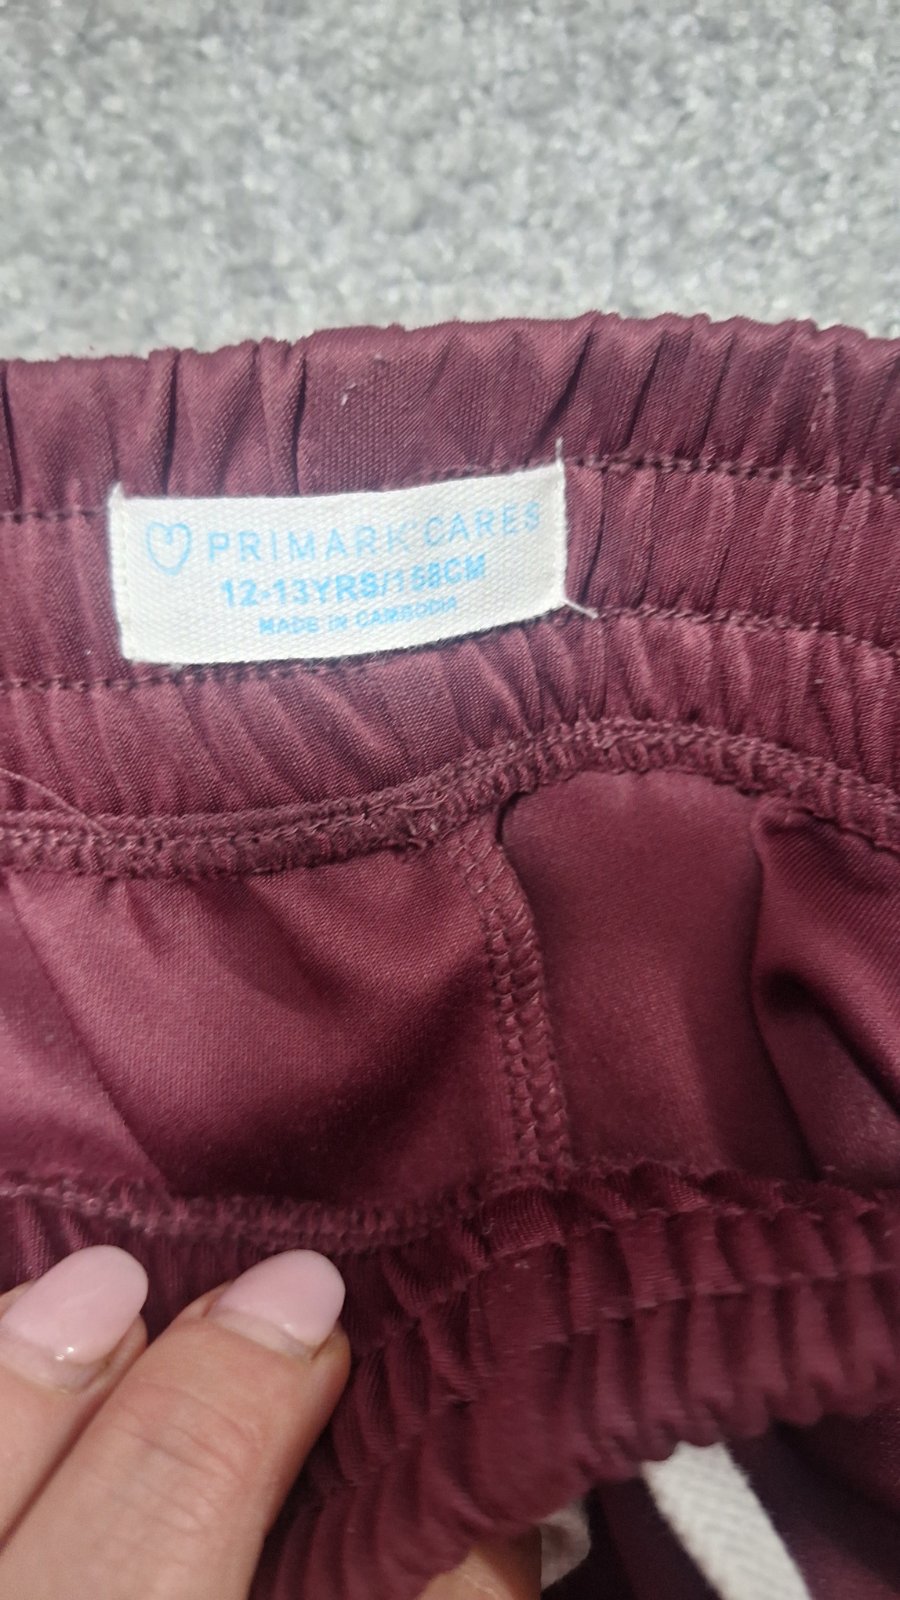 PRIMARK CARES
12-13YRS/158CM
MADE IN CAMBODIA